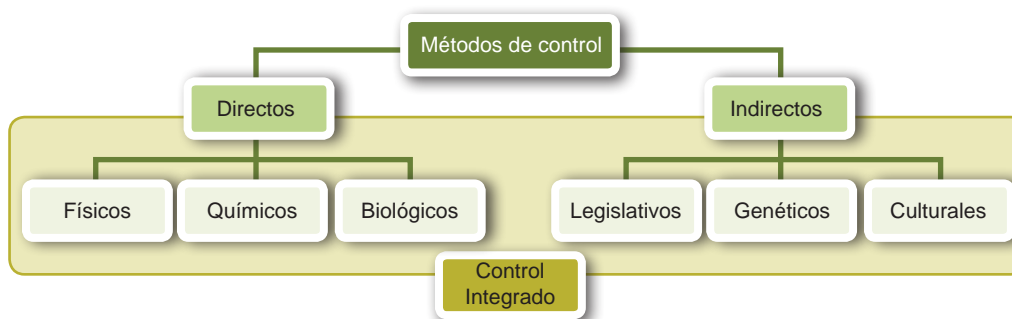 Métodos de control
Directos
Indirectos
Físicos
Químicos
Biológicos
Legislativos
Genéticos
Culturales
Control
Integrado